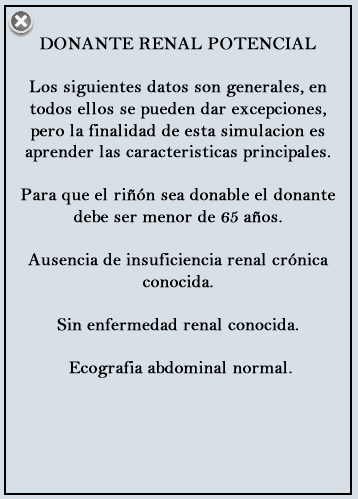 DONANTE RENAL POTENCIAL
Los siguientes datos son generales, en
todos ellos se pueden dar excepciones,
pero la finalidad de esta simulacion es
aprender las caracteristicas principales.
Para que el riñón sea donable el donante
debe ser menor de 65 años.
Ausencia de insuficiencia renal crónica
conocida.
Sin enfermedad renal conocida.
Ecografia abdominal normal.